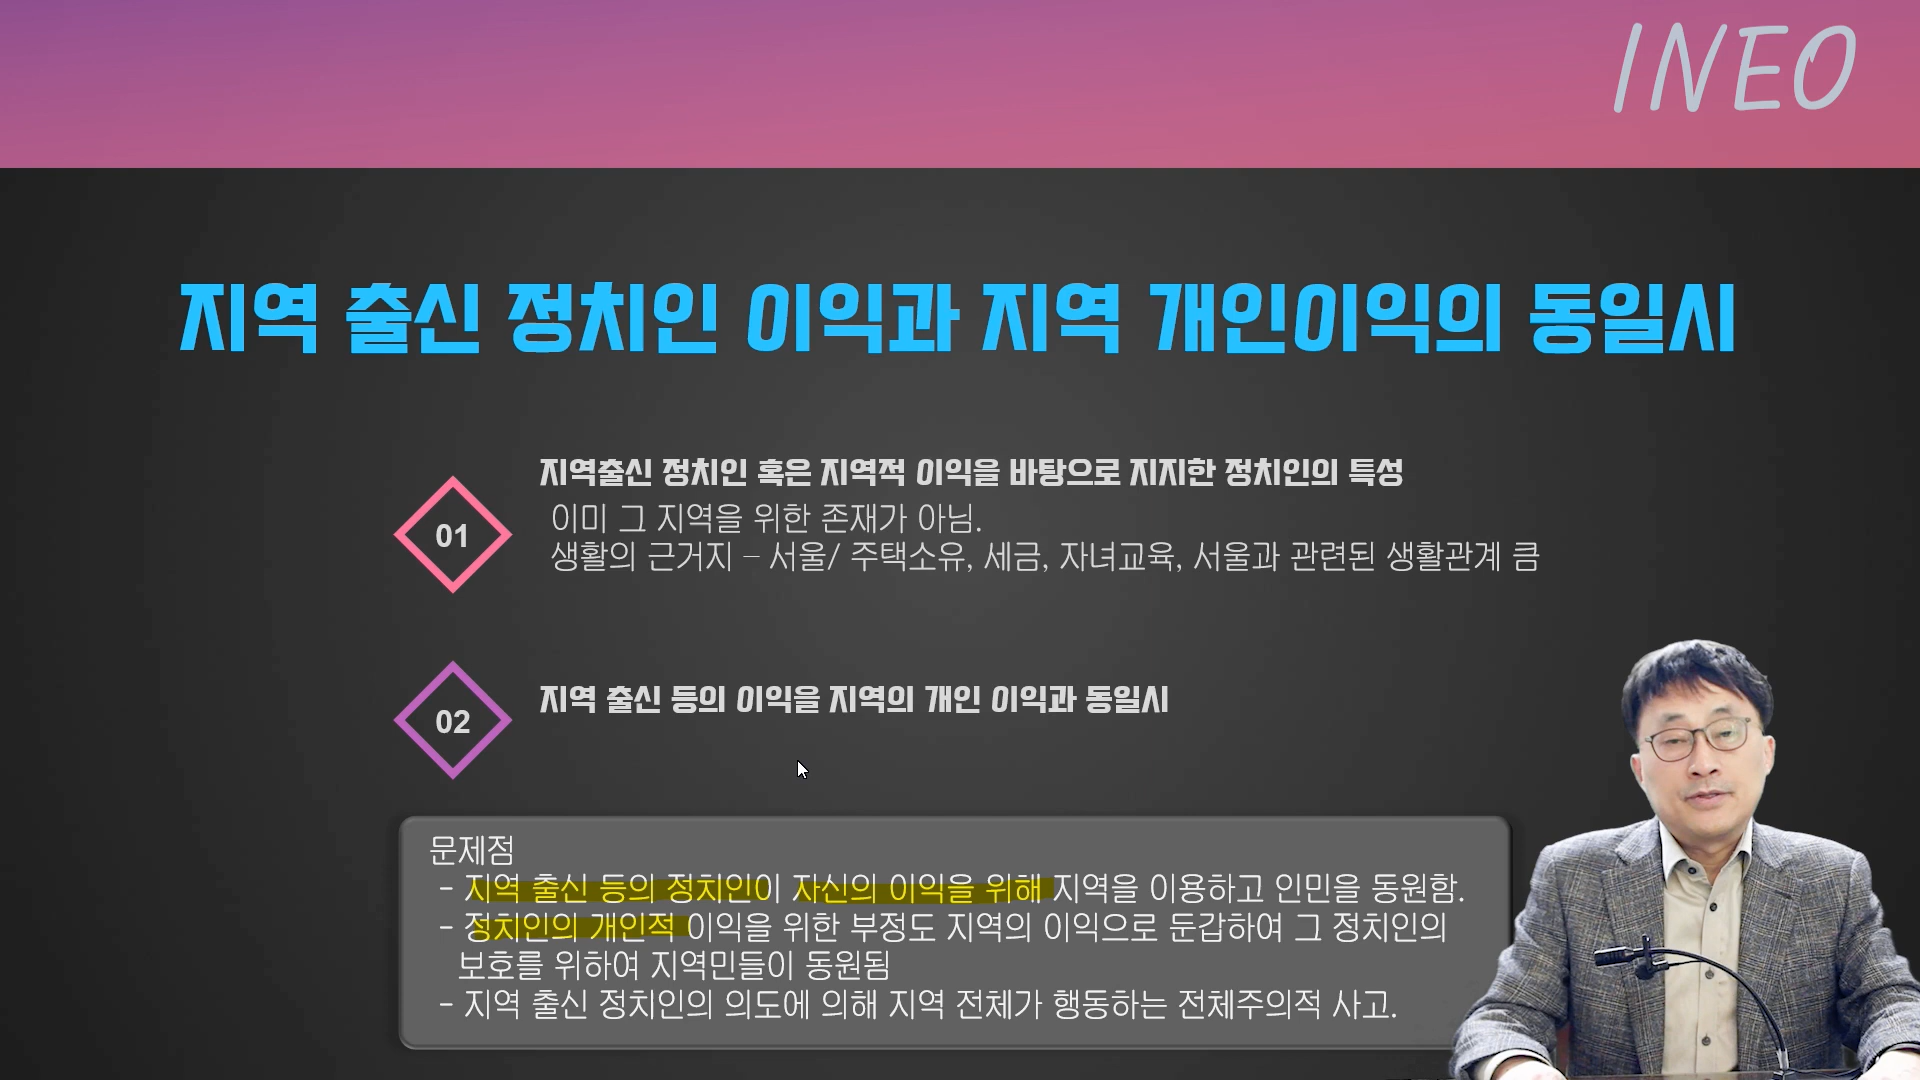 INEO
지역 출신 정치인 이익과 지역 개인이익의 동일시
01
지역출신 정치인 혹은 지역적 이익을 바탕으로 지지한 정치인의 특성
이미 그 지역을 위한 존재가 아님.
생활의 근거지 – 서울/ 주택소유, 세금, 자녀교육, 서울과 관련된 생활관계 큼
02
지역 출신 등의 이익을 지역의 개인 이익과 동일시
문제점
- 지역 출신 등의 정치인이 자신의 이익을 위해 지역을 이용하고 인민을 동원함.
- 정치인의 개인적 이익을 위한 부정도 지역의 이익으로 둔갑하여 그 정치인의
보호를 위하여 지역민들이 동원됨
- 지역 출신 정치인의 의도에 의해 지역 전체가 행동하는 전체주의적 사고.